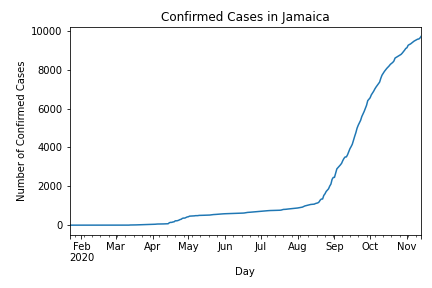 Confirmed Cases in Jamaica
Number of Confirmed Cases
10000
8000
6000
4000
2000
0
Feb Mar Apr May Jun Jul Aug Sep Oct Nov
2020
Day